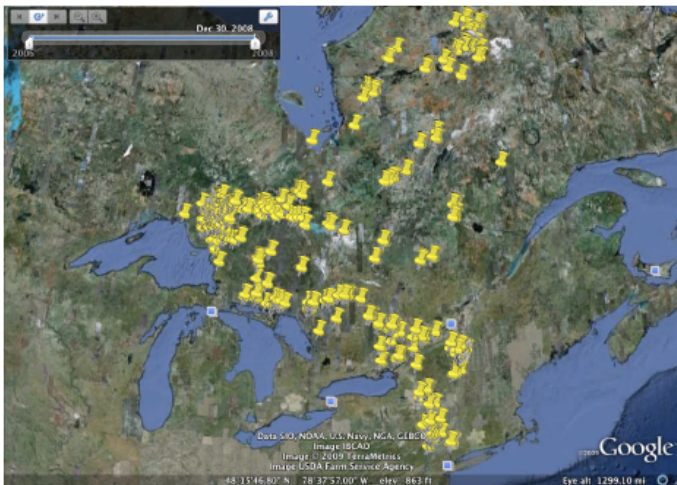 Dec 30, 2008
2006
2008
Data SIO, NOAA, U.S. Navy, NGA, GEBCO
Image IBCAO
Image © 2009 TerraMetrics
Image USDA Farm Service Agency
©2009 Google
48°15'46.80" N 78°37'57.00" W elev 863 ft
Eye alt 1299.10 mi